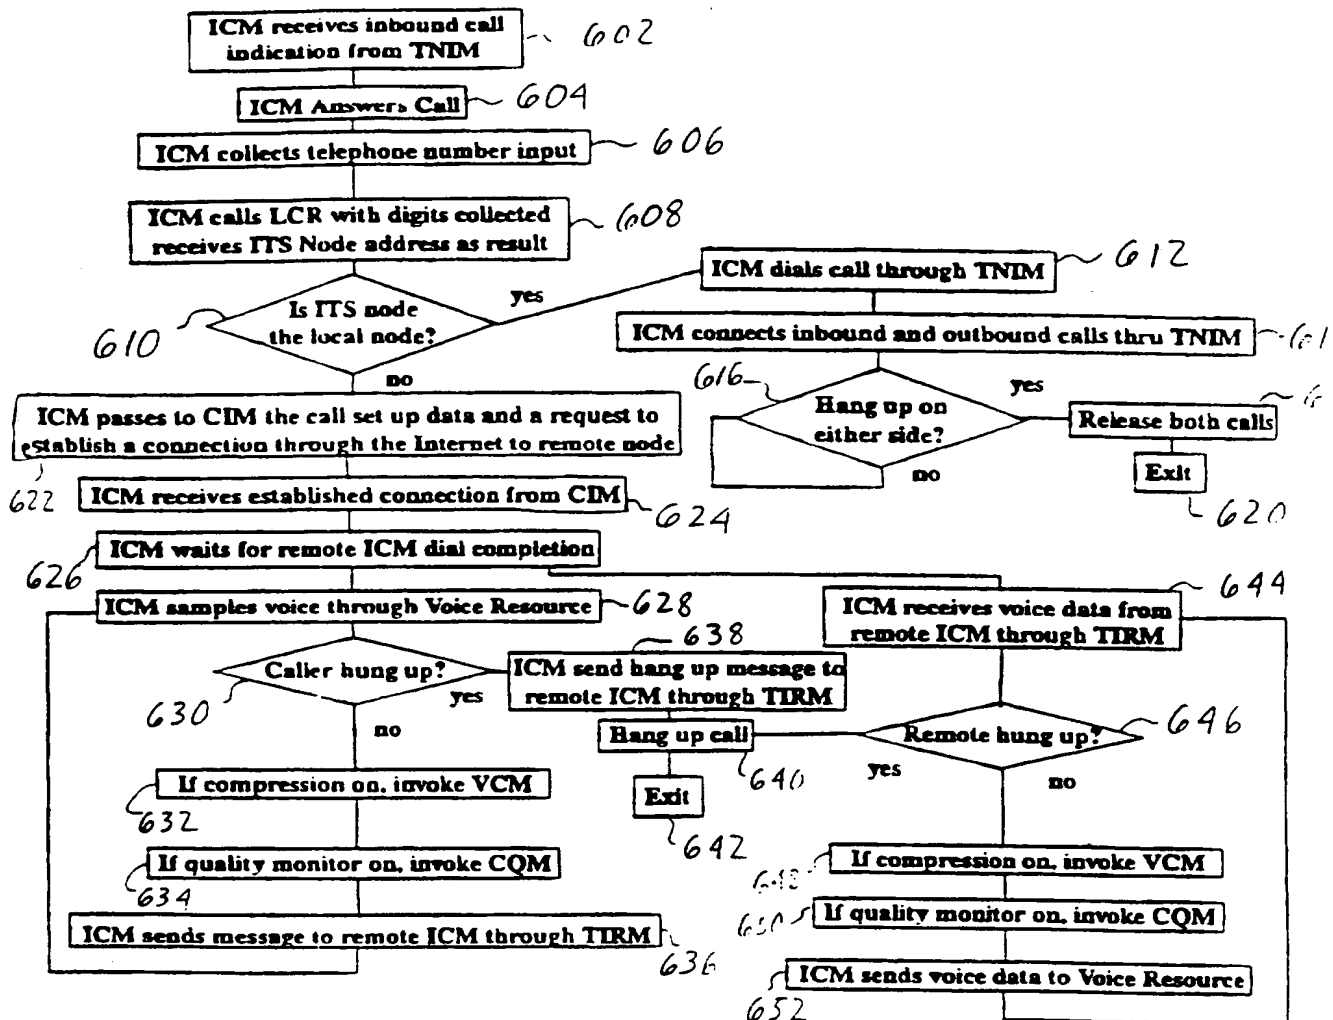 ICM receives inbound call
indication from TNIM
602
ICM Answers Call
604
ICM collects telephone number input
606
ICM calls LCR with digits collected
receives ITS Node address as result
608
Is ITS node
the local node?
610
yes
no
ICM dials call through TNIM
612
ICM connects inbound and outbound calls thru TNIM
616
Hang up on
either side?
yes
no
Release both calls
Exit
620
ICM passes to CIM the call set up data and a request to
establish a connection through the Internet to remote node
622
ICM receives established connection from CIM
624
ICM waits for remote ICM dial completion
626
ICM samples voice through Voice Resource
628
Caller hung up?
630
yes
no
ICM send hang up message to
remote ICM through TIRM
638
Hang up call
640
Exit
642
If compression on, invoke VCM
632
If quality monitor on, invoke CQM
634
ICM sends message to remote ICM through TIRM
636
ICM receives voice data from
remote ICM through TIRM
644
Remote hung up?
646
yes
no
If compression on, invoke VCM
648
If quality monitor on, invoke CQM
650
ICM sends voice data to Voice Resource
652